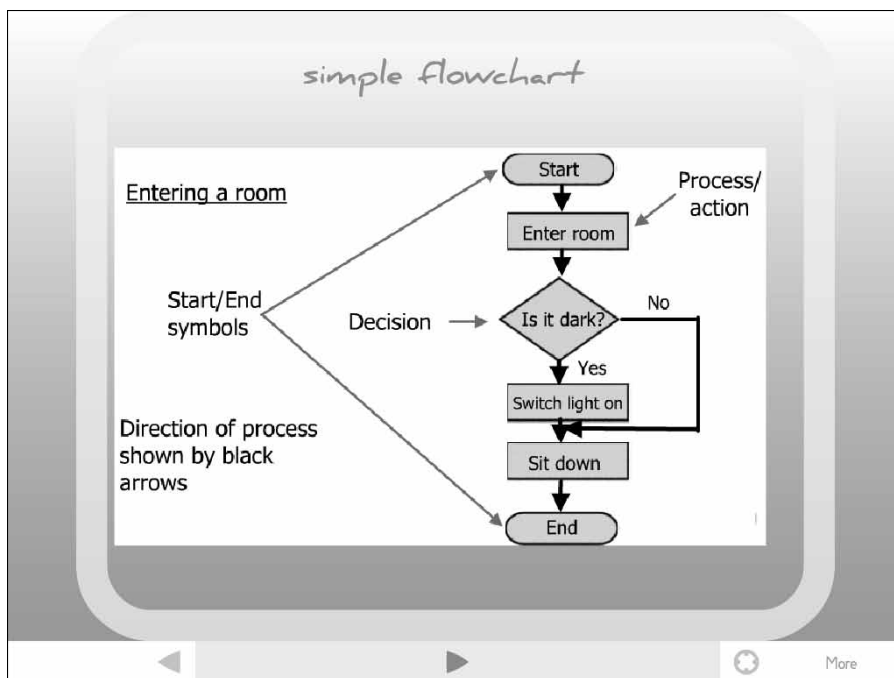 simple flowchart
Entering a room
Start
Process/
action
Enter room
Start/End
symbols
Decision
Is it dark?
No
Yes
Switch light on
Direction of process
shown by black
arrows
Sit down
End
More